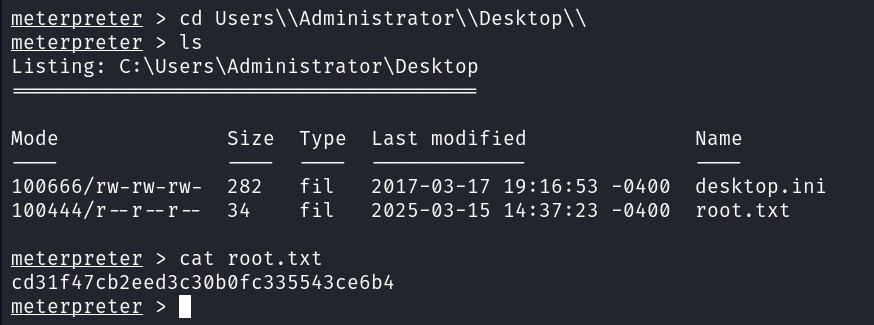 meterpreter > cd Users\\Administrator\\Desktop\\
meterpreter > ls
Listing: C:\Users\Administrator\Desktop
=======================================
Mode              Size  Type  Last modified              Name
----              ----  ----  -------------              ----
100666/rw-rw-rw-  282   fil   2017-03-17 19:16:53 -0400  desktop.ini
100444/r--r--r--  34    fil   2025-03-15 14:37:23 -0400  root.txt
meterpreter > cat root.txt
cd31f47cb2eed3c30b0fc335543ce6b4
meterpreter >